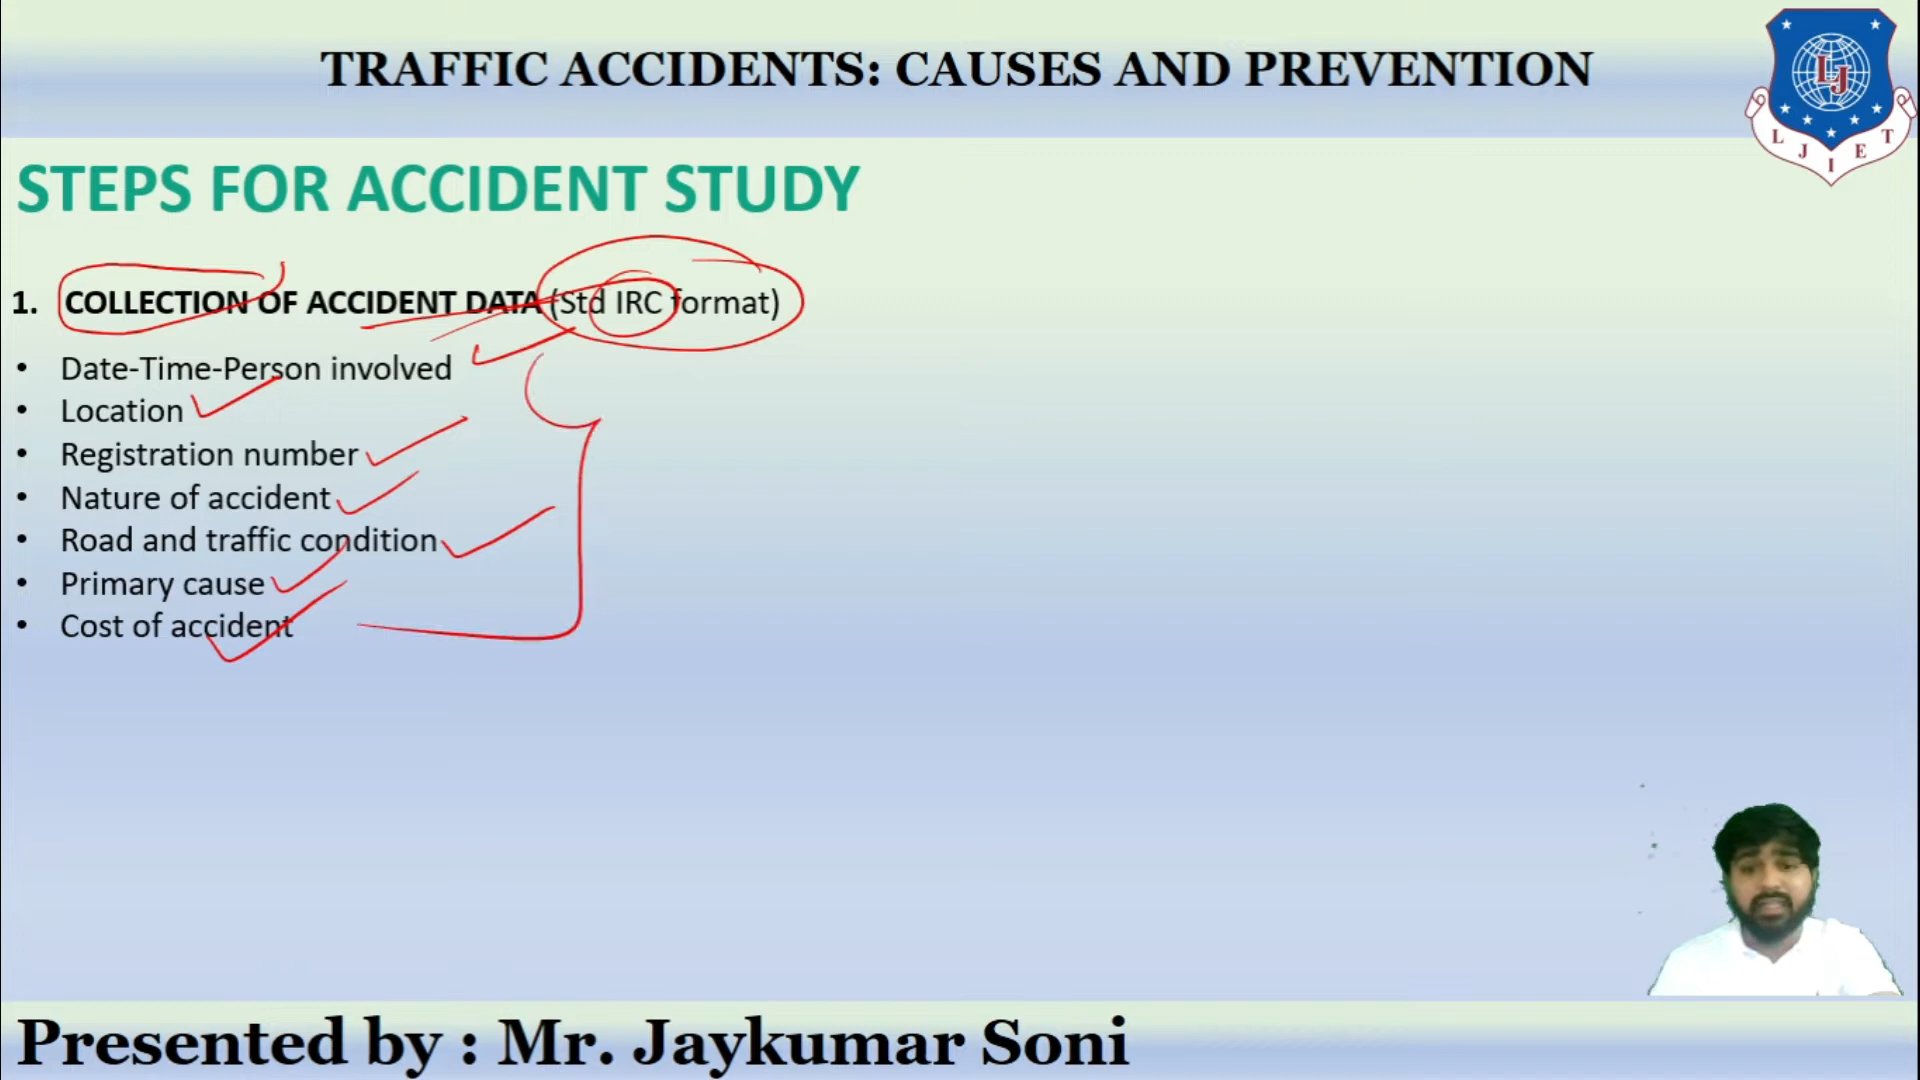 TRAFFIC ACCIDENTS: CAUSES AND PREVENTION
LJ
L J I E T
STEPS FOR ACCIDENT STUDY
1. COLLECTION OF ACCIDENT DATA (Std IRC format)
• Date-Time-Person involved
• Location
• Registration number
• Nature of accident
• Road and traffic condition
• Primary cause
• Cost of accident
Presented by : Mr. Jaykumar Soni